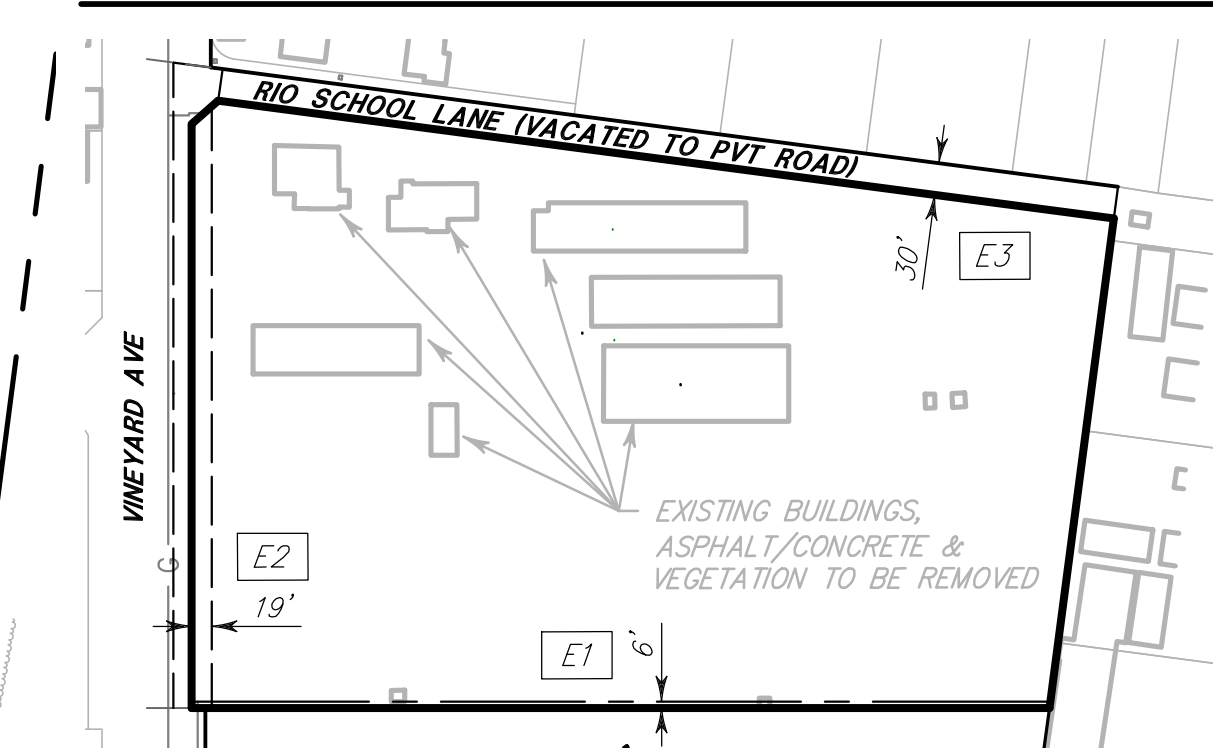 RIO SCHOOL LANE (VACATED TO PVT ROAD)
30'
E3
VINEYARD AVE
G
E2
19'
EXISTING BUILDINGS,
ASPHALT/CONCRETE &
VEGETATION TO BE REMOVED
E1
6'